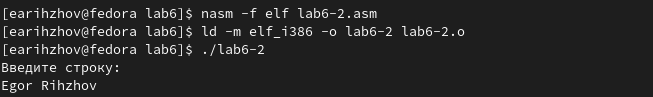 [earihzhov@fedora lab6]$ nasm -f elf lab6-2.asm
[earihzhov@fedora lab6]$ ld -m elf_i386 -o lab6-2 lab6-2.o
[earihzhov@fedora lab6]$ ./lab6-2
Введите строку:
Egor Rihzhov